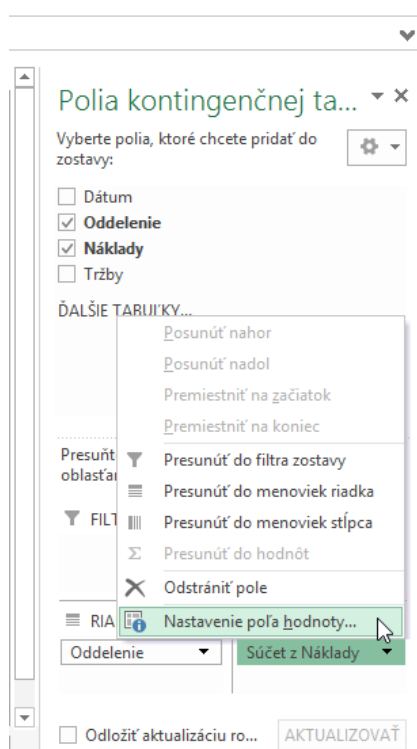 Polia kontingenčnej ta...
Vyberte polia, ktoré chcete pridať do
zostavy:
Dátum
Oddelenie
Náklady
Tržby
ĎALŠIE TABUĽKY...
Posunúť nahor
Posunúť nadol
Premiestniť na začiatok
Premiestniť na koniec
Presuňt
oblasťa
Presunúť do filtra zostavy
Presunúť do menoviek riadka
FILT
Presunúť do menoviek stĺpca
Presunúť do hodnôt
Odstrániť pole
RIA
Nastavenie poľa hodnoty...
Oddelenie
Súčet z Náklady
Odložiť aktualizáciu ro...
AKTUALIZOVAŤ